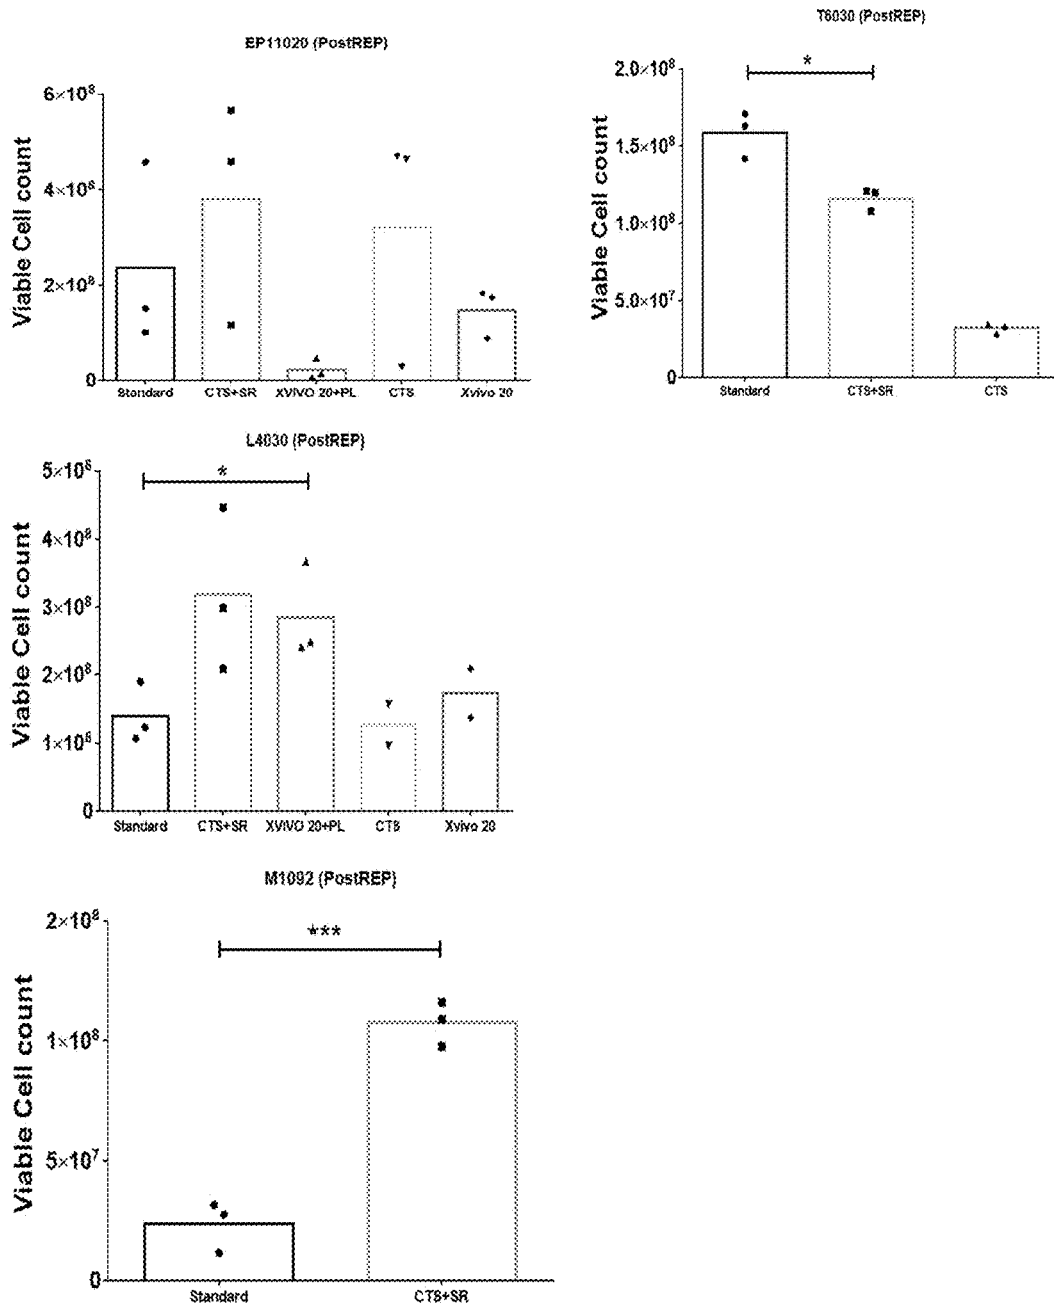 EP11020 (PostREP)
Viable Cell count
6×10⁸
4×10⁸
2×10⁸
0
Standard
CTS+SR
XVIVO 20+PL
CTS
Xvivo 20
T6030 (PostREP)
Viable Cell count
2.0×10⁸
1.5×10⁸
1.0×10⁸
5.0×10⁷
0
*
Standard
CTS+SR
CTS
L4030 (PostREP)
Viable Cell count
5×10⁸
4×10⁸
3×10⁸
2×10⁸
1×10⁸
0
*
Standard
CTS+SR
XVIVO 20+PL
CTS
Xvivo 20
M1092 (PostREP)
Viable Cell count
2×10⁸
1×10⁸
5×10⁷
0
***
Standard
CTS+SR